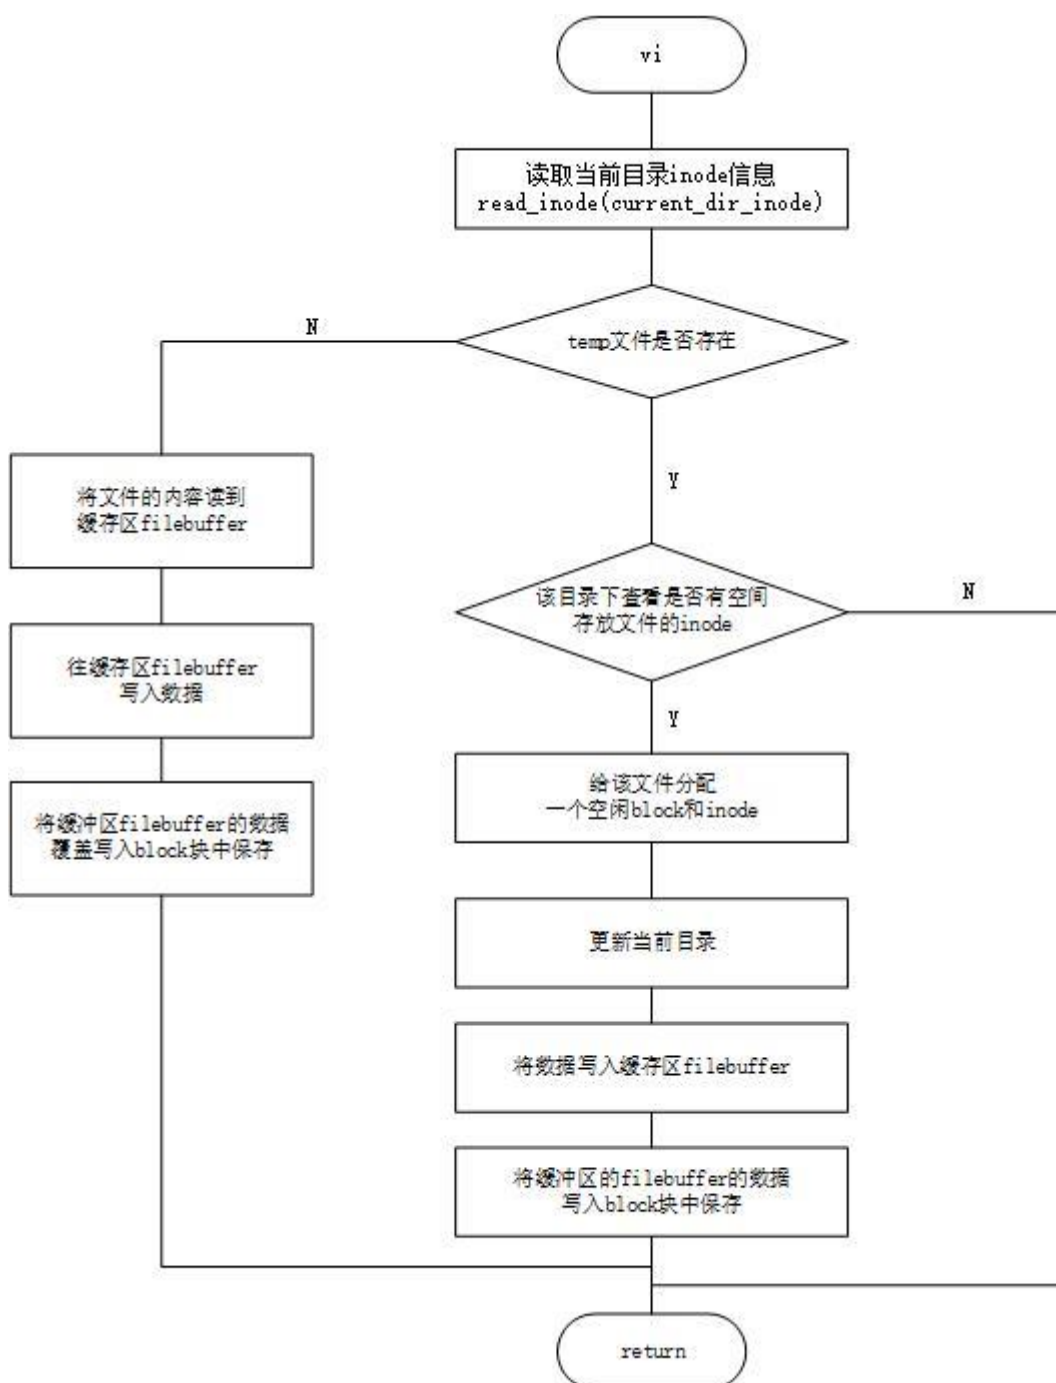 vi
读取当前目录inode信息
read_inode(current_dir_inode)
temp文件是否存在
N
Y
将文件的内容读到
缓存区filebuffer
往缓存区filebuffer
写入数据
将缓冲区filebuffer的数据
覆盖写入block块中保存
该目录下查看是否有空间
存放文件的inode
N
Y
给该文件分配
一个空闲block和inode
更新当前目录
将数据写入缓存区filebuffer
将缓冲区的filebuffer的数据
写入block块中保存
return